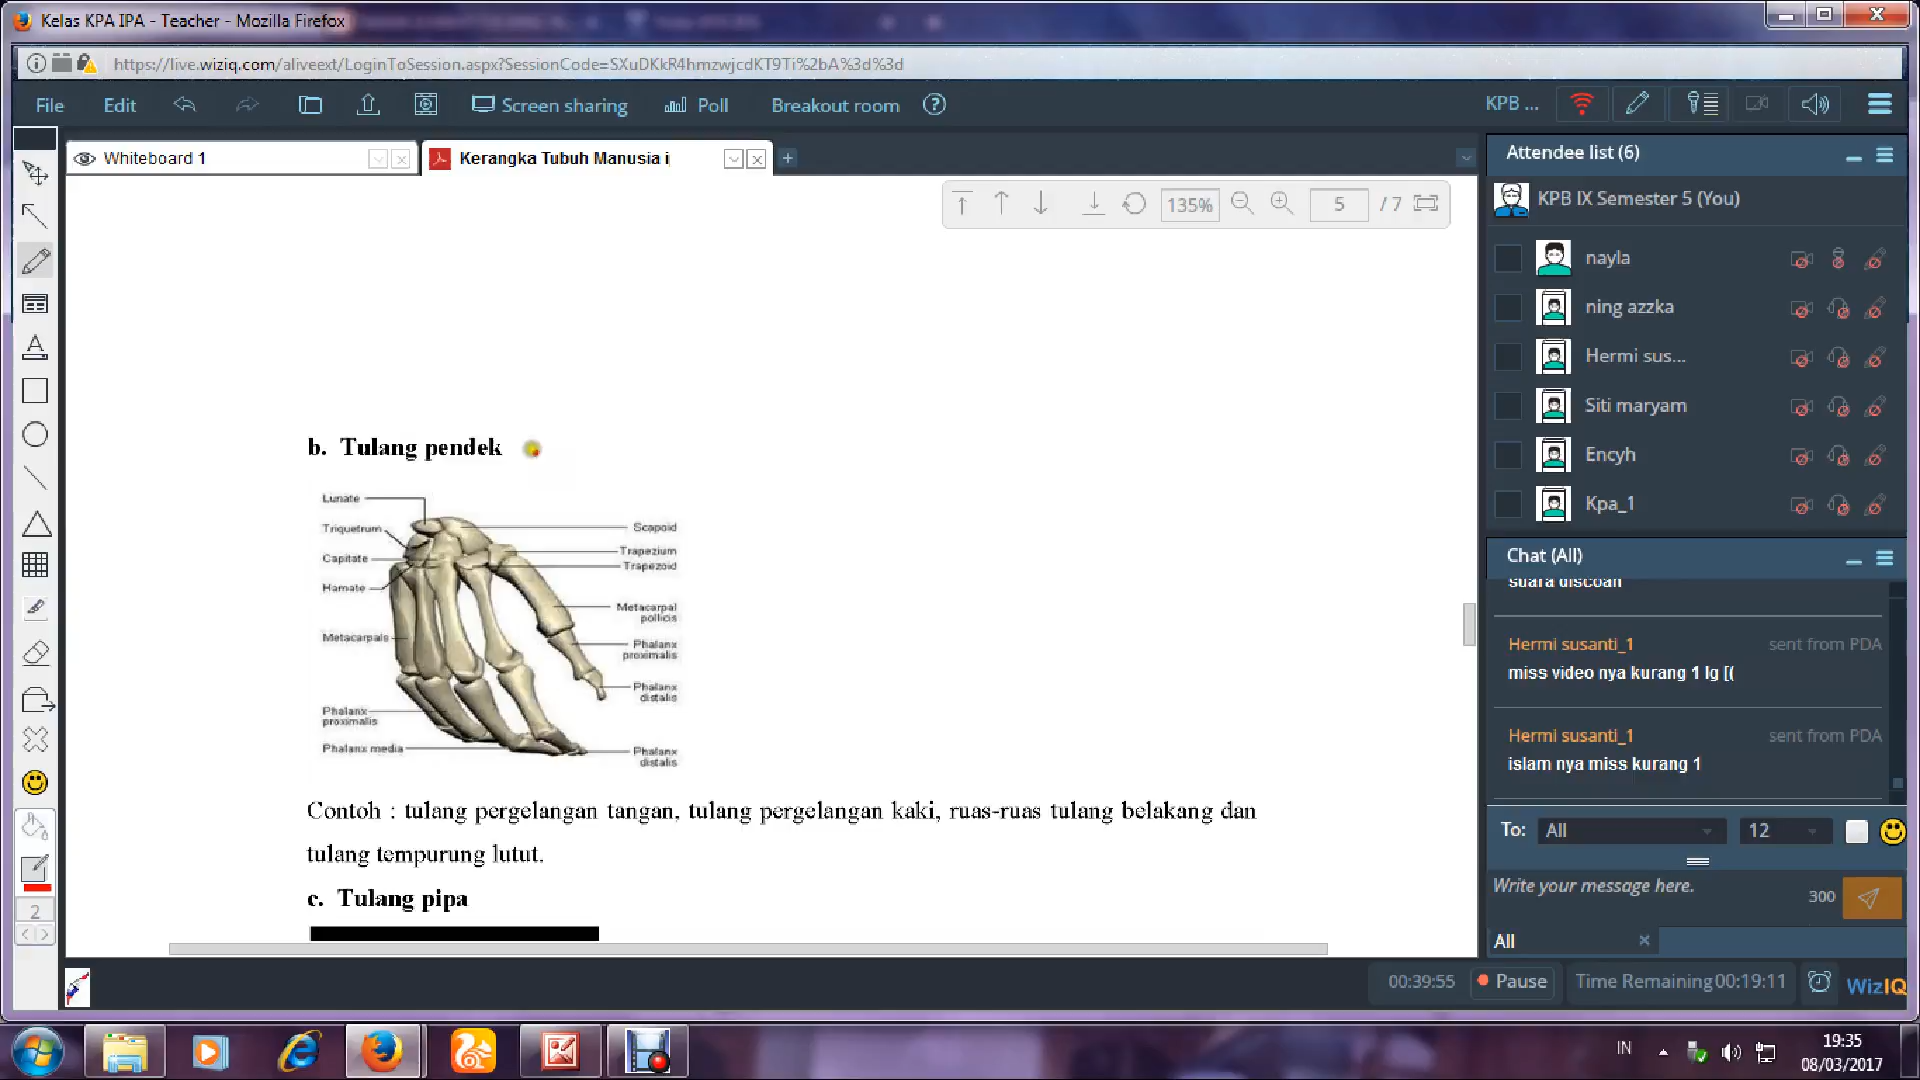 Kelas KPA IPA - Teacher - Mozilla Firefox
https://live.wiziq.com/aliveext/LoginToSession.aspx?SessionCode=SXuDKkR4hmzwjcdKT9Ti%2bA%3d%3d
File Edit Screen sharing Poll Breakout room KPB ...
Whiteboard 1
Kerangka Tubuh Manusia i
135% 5 / 7
b. Tulang pendek
Lunate
Triquetrum
Capitate
Hamate
Metacarpals
Phalanx
proximalis
Phalanx media
Scapoid
Trapezium
Trapezoid
Metacarpal
pollicis
Phalanx
proximalis
Phalanx
distalis
Phalanx
distalis
Contoh : tulang pergelangan tangan, tulang pergelangan kaki, ruas-ruas tulang belakang dan
tulang tempurung lutut.
c. Tulang pipa
2
Attendee list (6)
KPB IX Semester 5 (You)
nayla
ning azzka
Hermi sus...
Siti maryam
Encyh
Kpa_1
Chat (All)
suara discoan
Hermi susanti_1 sent from PDA
miss video nya kurang 1 lg [(
Hermi susanti_1 sent from PDA
islam nya miss kurang 1
To: All 12
Write your message here. 300
All
00:39:55 Pause Time Remaining 00:19:11 WizIQ
IN
19:35
08/03/2017